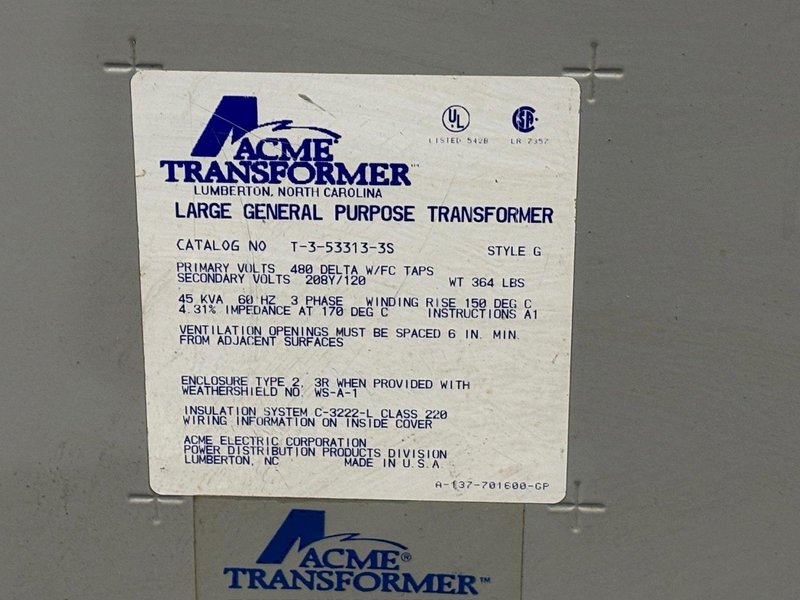 ACME
TRANSFORMER™
LUMBERTON, NORTH CAROLINA
UL
LISTED 542B
SA
LR 7357
LARGE GENERAL PURPOSE TRANSFORMER
CATALOG NO T-3-53313-3S STYLE G
PRIMARY VOLTS 480 DELTA W/FC TAPS
SECONDARY VOLTS 208Y/120 WT 364 LBS
45 KVA 60 HZ 3 PHASE WINDING RISE 150 DEG C
4.31% IMPEDANCE AT 170 DEG C INSTRUCTIONS A1
VENTILATION OPENINGS MUST BE SPACED 6 IN. MIN.
FROM ADJACENT SURFACES
ENCLOSURE TYPE 2, 3R WHEN PROVIDED WITH
WEATHERSHIELD NO. WS-A-1
INSULATION SYSTEM C-3222-L CLASS 220
WIRING INFORMATION ON INSIDE COVER
ACME ELECTRIC CORPORATION
POWER DISTRIBUTION PRODUCTS DIVISION
LUMBERTON, NC MADE IN U.S.A.
A-137-701600-GP
ACME®
TRANSFORMER™